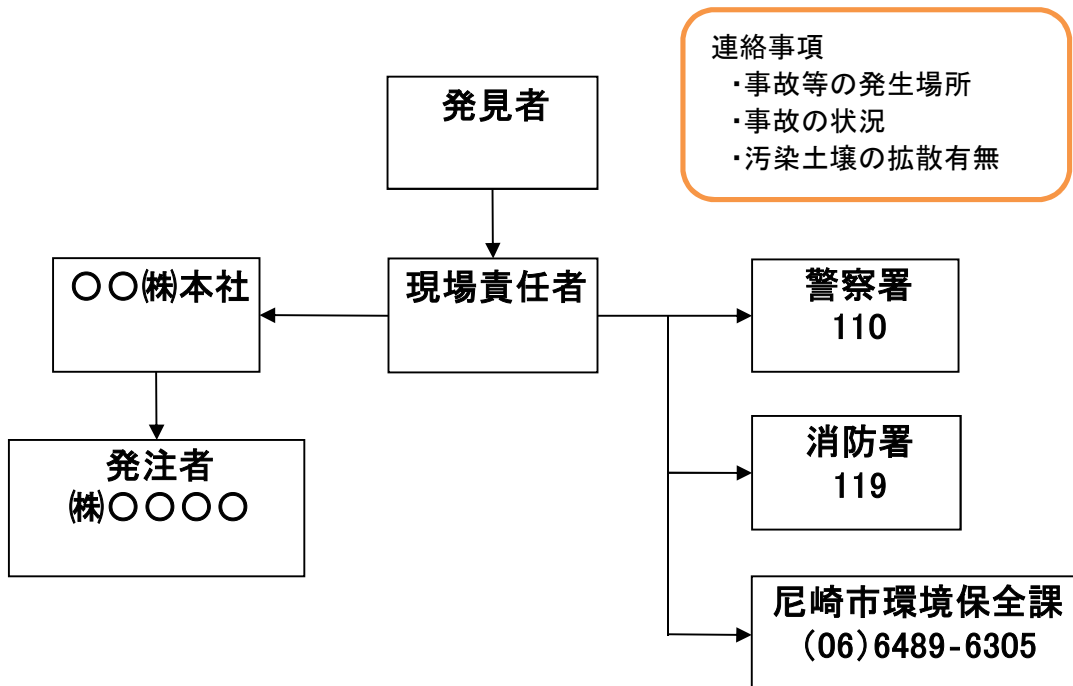 連絡事項
・事故等の発生場所
・事故の状況
・汚染土壌の拡散有無
発見者
〇〇㈱本社
現場責任者
警察署
110
発注者
㈱〇〇〇〇
消防署
119
尼崎市環境保全課
(06)6489-6305